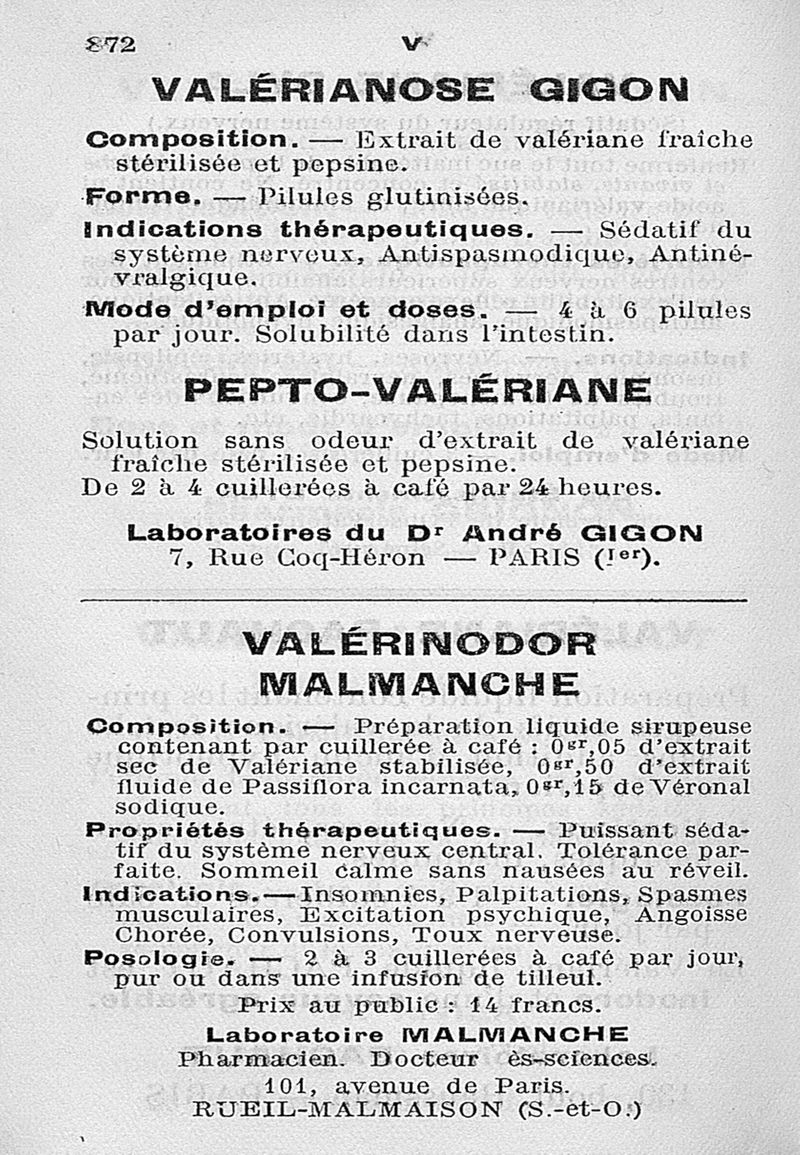 872 V
VALÉRIANOSE GIGON
Composition. — Extrait de valériane fraîche
stérilisée et pepsine.
Forme. — Pilules glutinisées.
Indications thérapeutiques. — Sédatif du
système nerveux, Antispasmodique, Antiné-
vralgique.
Mode d'emploi et doses. — 4 à 6 pilules
par jour. Solubilité dans l'intestin.
PEPTO-VALÉRIANE
Solution sans odeur d'extrait de valériane
fraîche stérilisée et pepsine.
De 2 à 4 cuillerées à café par 24 heures.
Laboratoires du Dʳ André GIGON
7, Rue Coq-Héron — PARIS (Iᵉʳ).
VALÉRINODOR
MALMANCHE
Composition. — Préparation liquide sirupeuse
contenant par cuillerée à café : 0ᵍʳ,05 d'extrait
sec de Valériane stabilisée, 0ᵍʳ,50 d'extrait
fluide de Passiflora incarnata, 0ᵍʳ,15 de Véronal
sodique.
Propriétés thérapeutiques. — Puissant séda-
tif du système nerveux central. Tolérance par-
faite. Sommeil calme sans nausées au réveil.
Indications. — Insomnies, Palpitations, Spasmes
musculaires, Excitation psychique, Angoisse
Chorée, Convulsions, Toux nerveuse.
Posologie. — 2 à 3 cuillerées à café par jour,
pur ou dans une infusion de tilleul.
Prix au public : 14 francs.
Laboratoire MALMANCHE
Pharmacien. Docteur ès-sciences.
101, avenue de Paris.
RUEIL-MALMAISON (S.-et-O.)